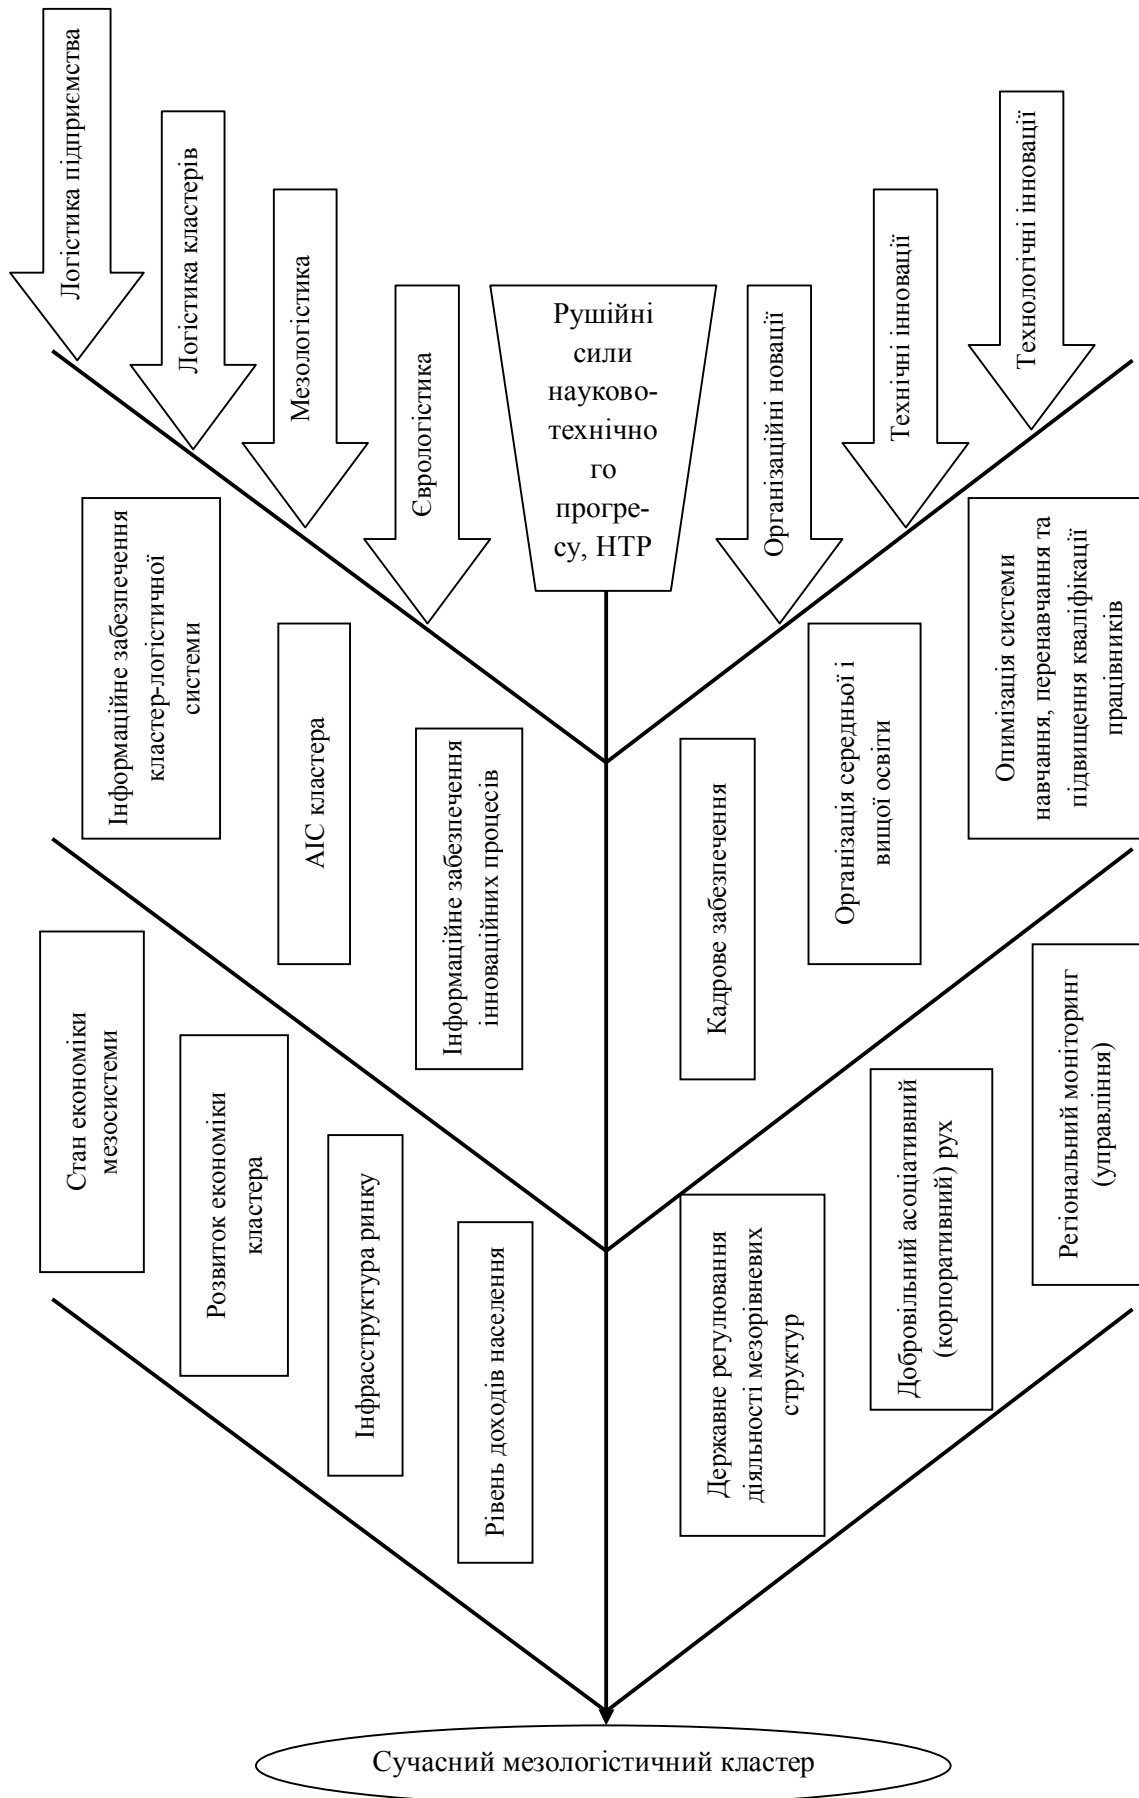 Логістика підприємства
Логістика кластерів
Мезологістика
Єврологістика
Рушійні
сили
науково-
технічно
го
прогре-
су, НТР
Організаційні новації
Технічні інновації
Технологічні інновації
Інформаційне забезпечення
кластер-логістичної
системи
АІС кластера
Інформаційне забезпечення
інноваційних процесів
Кадрове забезпечення
Організація середньої і
вищої освіти
Опимізація системи
навчання, перенавчання та
підвищення кваліфікації
працівників
Стан економіки
мезосистеми
Розвиток економіки
кластера
Інфрасструктура ринку
Рівень доходів населення
Державне регулювання
діяльності мезорівневих
структур
Добровільний асоціативний
(корпоративний) рух
Регіональний моніторинг
(управління)
Сучасний мезологістичний кластер